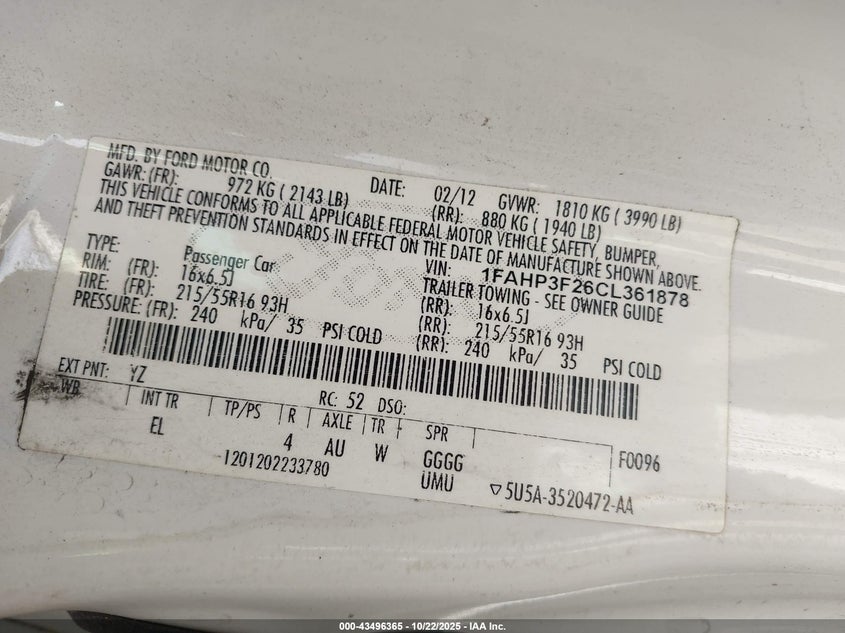 MFD. BY FORD MOTOR CO.
DATE: 02/12 GVWR: 1810 KG ( 3990 LB)
GAWR: (FR): 972 KG ( 2143 LB) (RR): 880 KG ( 1940 LB)
THIS VEHICLE CONFORMS TO ALL APPLICABLE FEDERAL MOTOR VEHICLE SAFETY, BUMPER,
AND THEFT PREVENTION STANDARDS IN EFFECT ON THE DATE OF MANUFACTURE SHOWN ABOVE.
VIN: 1FAHP3F26CL361878
TYPE: Passenger Car TRAILER TOWING - SEE OWNER GUIDE
RIM: (FR): 16x6.5J (RR): 16x6.5J
TIRE: (FR): 215/55R16 93H (RR): 215/55R16 93H
PRESSURE: (FR): 240 kPa/ 35 PSI COLD (RR): 240 kPa/ 35 PSI COLD
EXT PNT: YZ RC: 52 DSO:
WB INT TR TP/PS R AXLE TR SPR
EL 4 AU W GGGG F0096
1201202233780 UMU 5U5A-3520472-AA
000-43496365 - 10/22/2025 - IAA Inc.